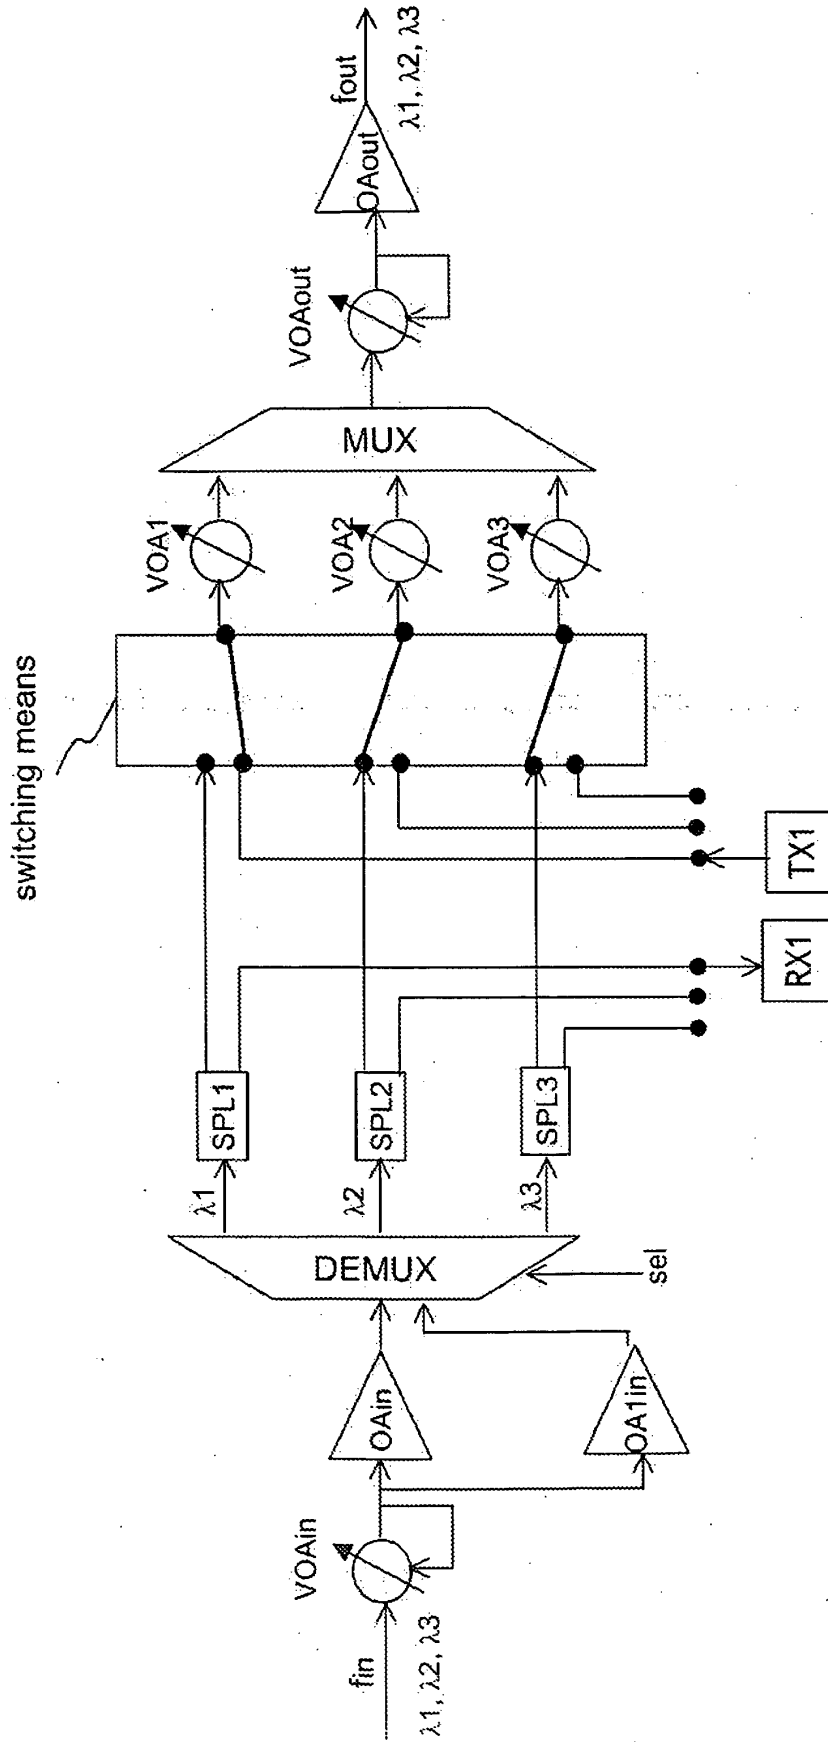 switching means
fin
λ1, λ2, λ3
VOAin
OAin
OA1in
DEMUX
sel
λ1
λ2
λ3
SPL1
SPL2
SPL3
RX1
TX1
VOA1
VOA2
VOA3
MUX
VOAout
OAout
fout
λ1, λ2, λ3